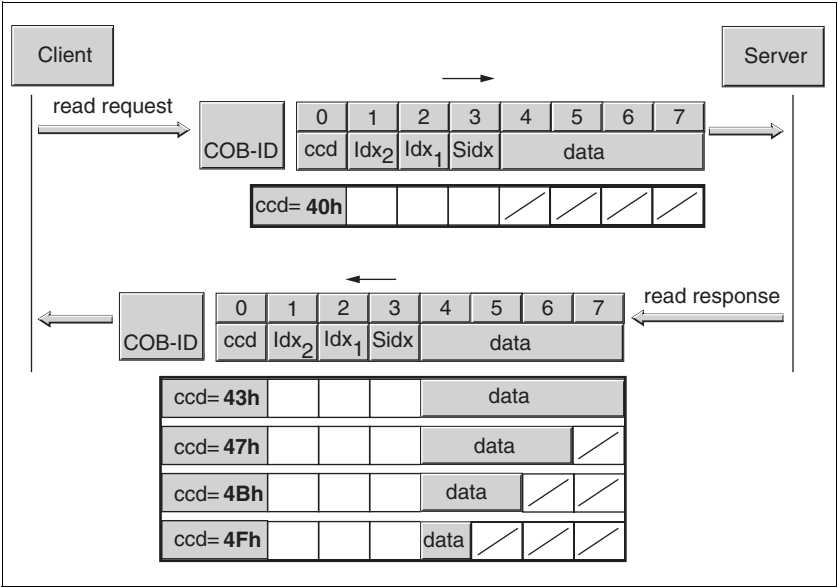 Client
Server
read request
COB-ID
0 1 2 3 4 5 6 7
ccd Idx2 Idx1 Sidx data
ccd= 40h
read response
COB-ID
0 1 2 3 4 5 6 7
ccd Idx2 Idx1 Sidx data
ccd= 43h data
ccd= 47h data
ccd= 4Bh data
ccd= 4Fh data